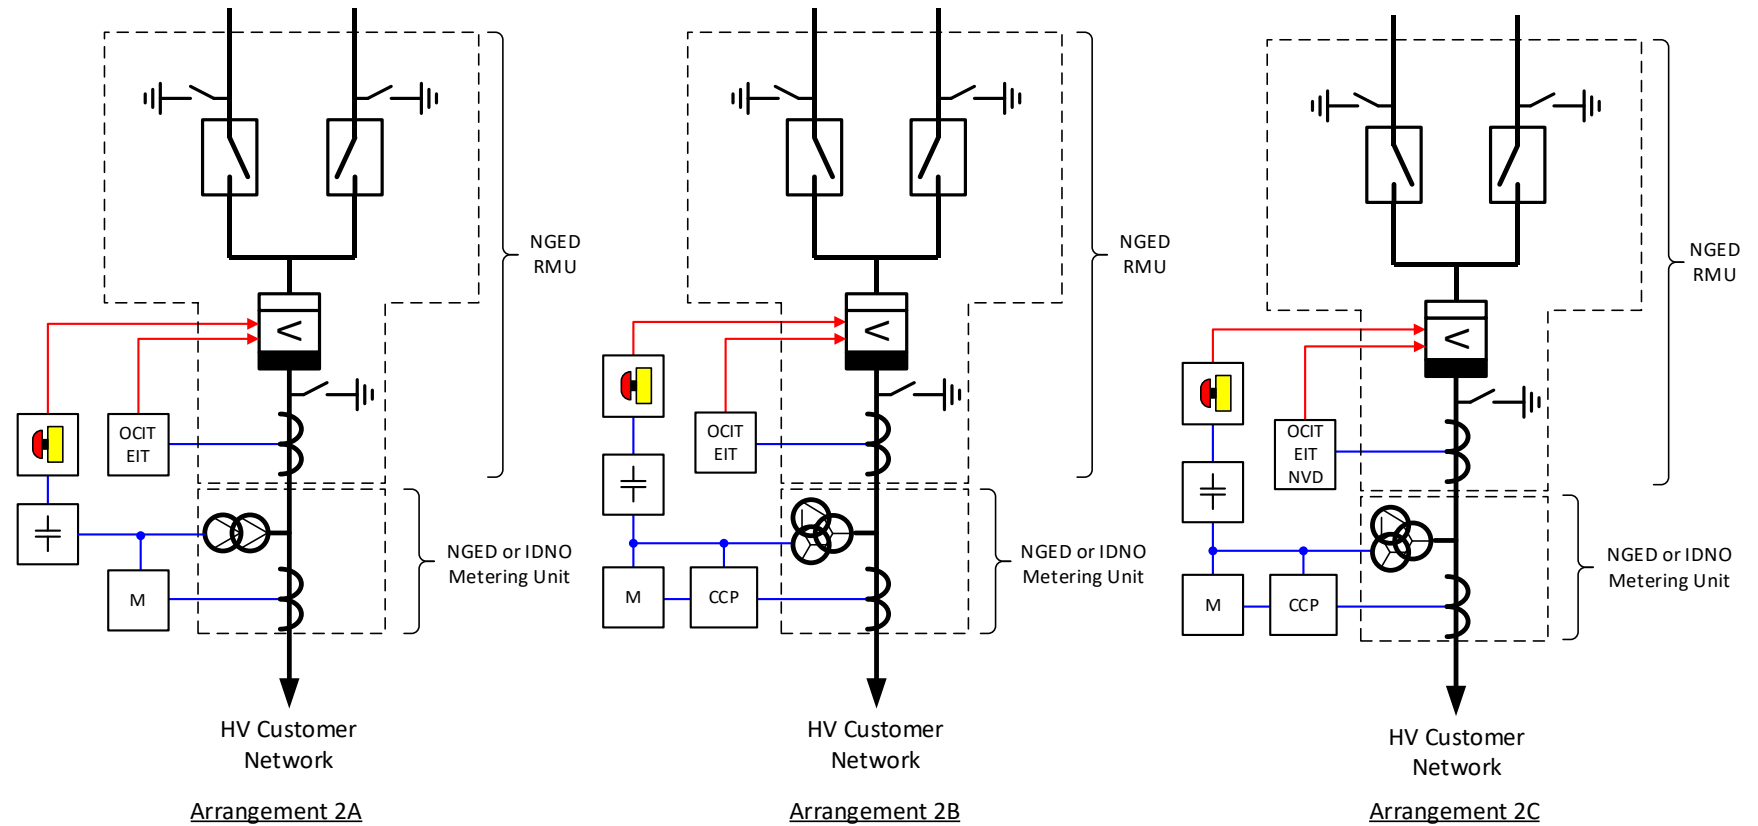 NGED
RMU
<
OCIT
EIT
M
NGED or IDNO
Metering Unit
HV Customer
Network
Arrangement 2A
NGED
RMU
<
OCIT
EIT
M
CCP
NGED or IDNO
Metering Unit
HV Customer
Network
Arrangement 2B
NGED
RMU
<
OCIT
EIT
NVD
M
CCP
NGED or IDNO
Metering Unit
HV Customer
Network
Arrangement 2C